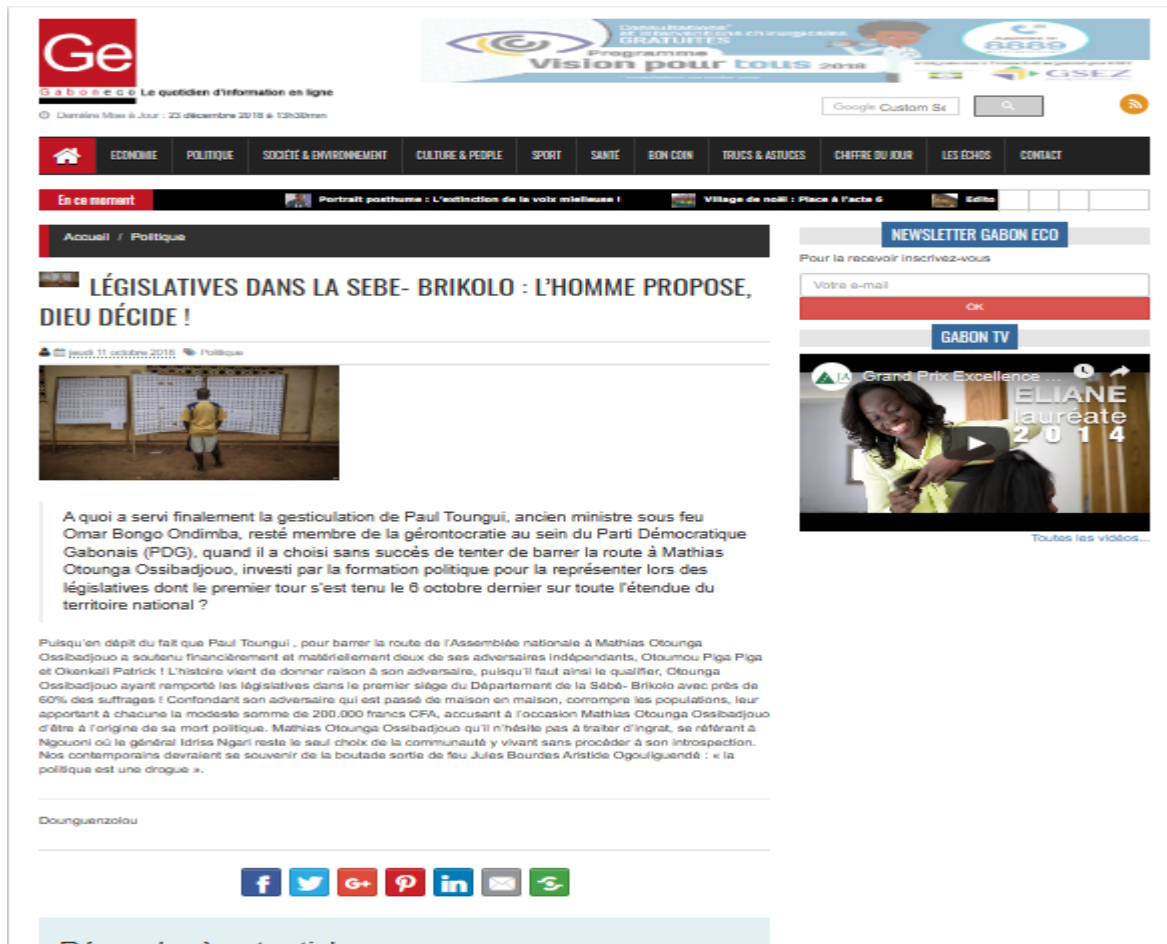 Ge
Gaboneco Le quotidien d'information en ligne
Dernière Mise à Jour : 23 décembre 2018 à 13h30min
Consultations
et interventions chirurgicales
GRATUITES
Programme
Vision pour tous 2018
8889
GSEZ
Google Custom Se
ECONOMIE POLITIQUE SOCIÉTÉ & ENVIRONNEMENT CULTURE & PEOPLE SPORT SANTÉ BON COIN TRUCS & ASTUCES CHIFFRE DU JOUR LES ÉCHOS CONTACT
En ce moment Portrait posthume : L'extinction de la voix mielleuse ! Village de noël : Place à l'acte 6 Edito
Accueil / Politique
LÉGISLATIVES DANS LA SEBE- BRIKOLO : L'HOMME PROPOSE,
DIEU DÉCIDE !
jeudi 11 octobre 2018 Politique
A quoi a servi finalement la gesticulation de Paul Toungui, ancien ministre sous feu
Omar Bongo Ondimba, resté membre de la gérontocratie au sein du Parti Démocratique
Gabonais (PDG), quand il a choisi sans succès de tenter de barrer la route à Mathias
Otounga Ossibadjouo, investi par la formation politique pour la représenter lors des
législatives dont le premier tour s'est tenu le 6 octobre dernier sur toute l'étendue du
territoire national ?
Puisqu'en dépit du fait que Paul Toungui , pour barrer la route de l'Assemblée nationale à Mathias Otounga
Ossibadjouo a soutenu financièrement et matériellement deux de ses adversaires indépendants, Otoumou Piga Piga
et Okenkali Patrick ! L'histoire vient de donner raison à son adversaire, puisqu'il faut ainsi le qualifier, Otounga
Ossibadjouo ayant remporté les législatives dans le premier siège du Département de la Sébé- Brikolo avec près de
60% des suffrages ! Confondant son adversaire qui est passé de maison en maison, corrompre les populations, leur
apportant à chacune la modeste somme de 200.000 francs CFA, accusant à l'occasion Mathias Otounga Ossibadjouo
d'être à l'origine de sa mort politique. Mathias Otounga Ossibadjouo qu'il n'hésite pas à traiter d'ingrat, se référant à
Ngouoni où le général Idriss Ngari reste le seul choix de la communauté y vivant sans procéder à son introspection.
Nos contemporains devraient se souvenir de la boutade sortie de feu Jules Bourdes Aristide Ogouliguendé : « la
politique est une drogue ».
Dounguenzolou
NEWSLETTER GABON ECO
Pour la recevoir inscrivez-vous
Votre e-mail
OK
GABON TV
AJA Grand Prix Excellence ...
ELIANE
lauréate
2014
Toutes les vidéos...